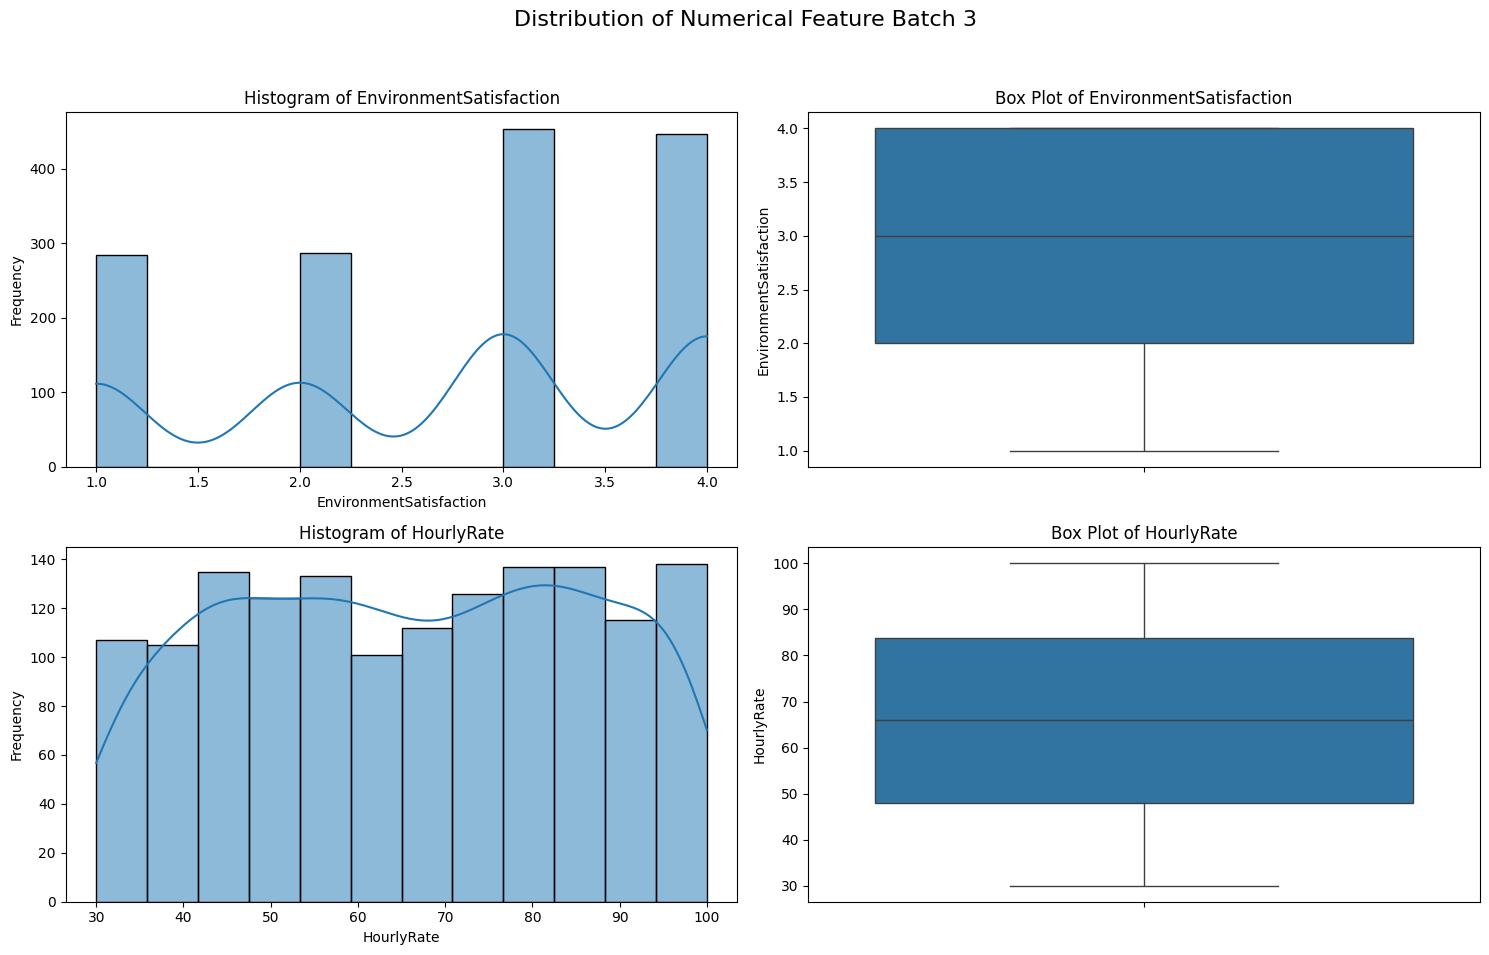 Distribution of Numerical Feature Batch 3
Histogram of EnvironmentSatisfaction
Frequency
400
300
200
100
0
1.0 1.5 2.0 2.5 3.0 3.5 4.0
EnvironmentSatisfaction
Box Plot of EnvironmentSatisfaction
EnvironmentSatisfaction
4.0
3.5
3.0
2.5
2.0
1.5
1.0
Histogram of HourlyRate
Frequency
140
120
100
80
60
40
20
0
30 40 50 60 70 80 90 100
HourlyRate
Box Plot of HourlyRate
HourlyRate
100
90
80
70
60
50
40
30